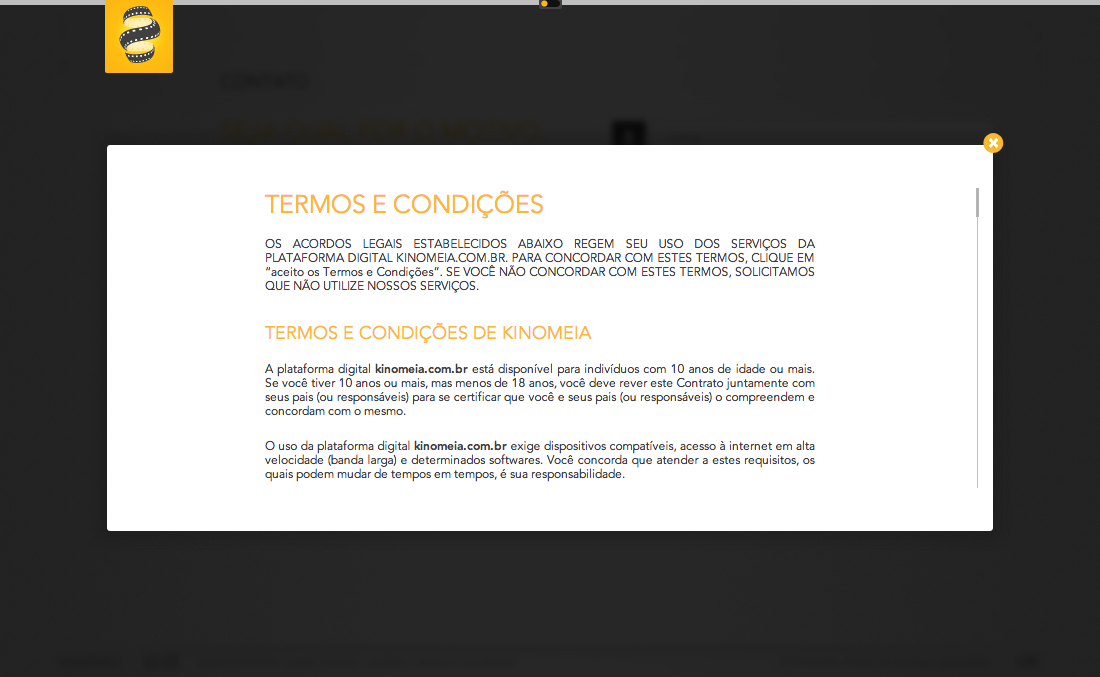 CONTATO
TERMOS E CONDIÇÕES
OS ACORDOS LEGAIS ESTABELECIDOS ABAIXO REGEM SEU USO DOS SERVIÇOS DA
PLATAFORMA DIGITAL KINOMEIA.COM.BR. PARA CONCORDAR COM ESTES TERMOS, CLIQUE EM
“aceito os Termos e Condições”. SE VOCÊ NÃO CONCORDAR COM ESTES TERMOS, SOLICITAMOS
QUE NÃO UTILIZE NOSSOS SERVIÇOS.
TERMOS E CONDIÇÕES DE KINOMEIA
A plataforma digital kinomeia.com.br está disponível para indivíduos com 10 anos de idade ou mais.
Se você tiver 10 anos ou mais, mas menos de 18 anos, você deve rever este Contrato juntamente com
seus pais (ou responsáveis) para se certificar que você e seus pais (ou responsáveis) o compreendem e
concordam com o mesmo.
O uso da plataforma digital kinomeia.com.br exige dispositivos compatíveis, acesso à internet em alta
velocidade (banda larga) e determinados softwares. Você concorda que atender a estes requisitos, os
quais podem mudar de tempos em tempos, é sua responsabilidade.